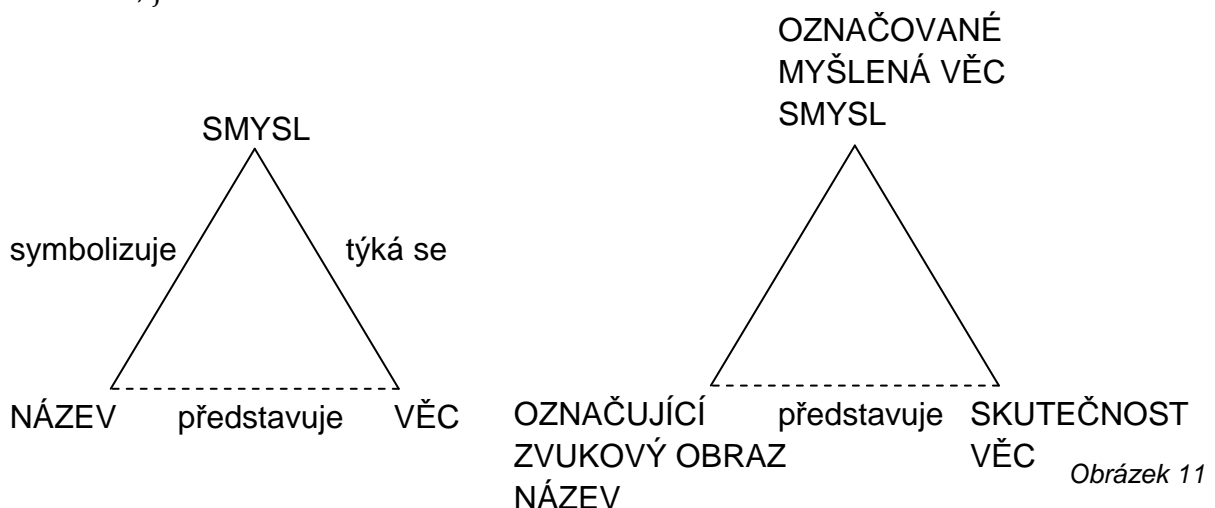 SMYSL
symbolizuje týká se
NÁZEV představuje VĚC
OZNAČOVANÉ
MYŠLENÁ VĚC
SMYSL
OZNAČUJÍCÍ představuje SKUTEČNOST
ZVUKOVÝ OBRAZ VĚC
NÁZEV
Obrázek 11